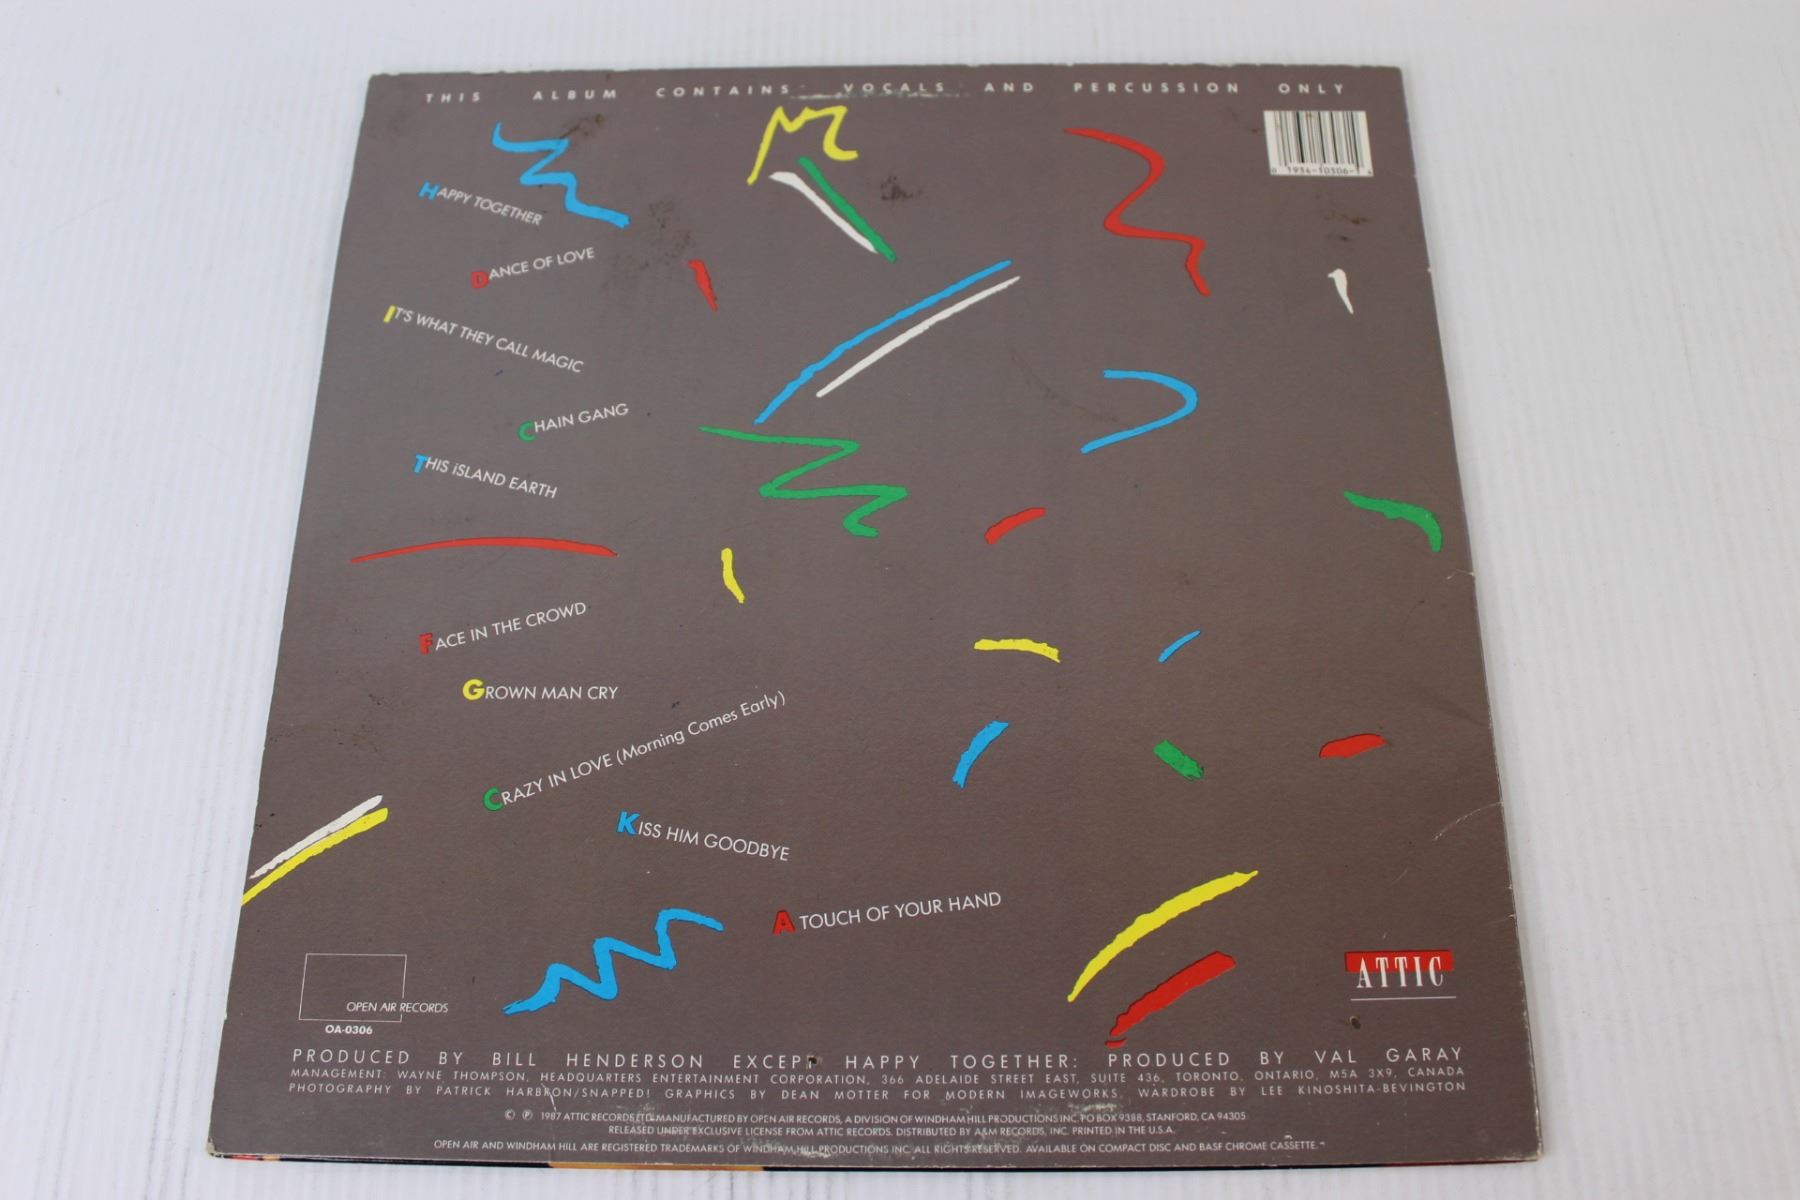 THIS ALBUM CONTAINS VOCALS AND PERCUSSION ONLY
HAPPY TOGETHER
DANCE OF LOVE
IT'S WHAT THEY CALL MAGIC
CHAIN GANG
THIS iSLAND EARTH
FACE IN THE CROWD
GROWN MAN CRY
CRAZY IN LOVE (Morning Comes Early)
KISS HIM GOODBYE
A TOUCH OF YOUR HAND
OPEN AIR RECORDS
OA-0306
ATTIC
PRODUCED BY BILL HENDERSON EXCEPT HAPPY TOGETHER: PRODUCED BY VAL GARAY
MANAGEMENT: WAYNE THOMPSON, HEADQUARTERS ENTERTAINMENT CORPORATION, 366 ADELAIDE STREET EAST, SUITE 436, TORONTO, ONTARIO, M5A 3X9, CANADA
PHOTOGRAPHY BY PATRICK HARBRON/SNAPPED! GRAPHICS BY DEAN MOTTER FOR MODERN IMAGEWORKS, WARDROBE BY LEE KINOSHITA-BEVINGTON
© ℗ 1987 ATTIC RECORDS LTD. MANUFACTURED BY OPEN AIR RECORDS, A DIVISION OF WINDHAM HILL PRODUCTIONS INC. PO BOX 9388, STANFORD, CA 94305
RELEASED UNDER EXCLUSIVE LICENSE FROM ATTIC RECORDS. DISTRIBUTED BY A&M RECORDS, INC. PRINTED IN THE U.S.A.
OPEN AIR AND WINDHAM HILL ARE REGISTERED TRADEMARKS OF WINDHAM HILL PRODUCTIONS INC. ALL RIGHTS RESERVED. AVAILABLE ON COMPACT DISC AND BASF CHROME CASSETTE.